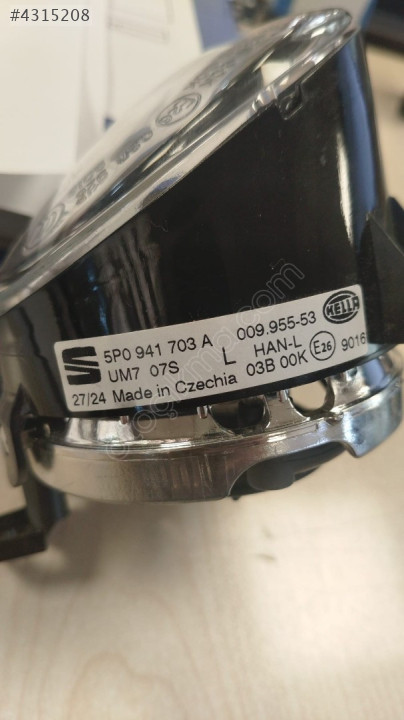 #4315208
5P0 941 703 A
UM7 07S
27/24 Made in Czechia
L
009.955-53
HAN-L
03B 00K
E26
9016
HELLA